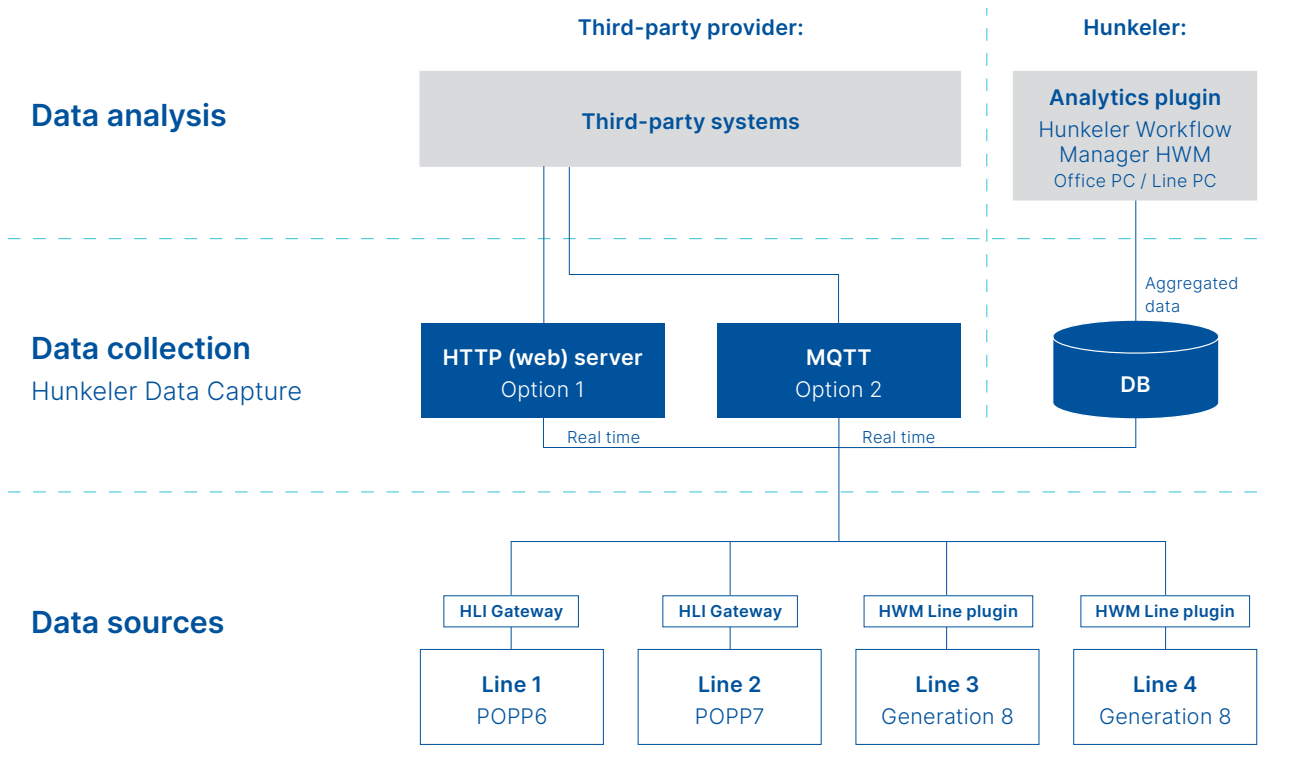 Third-party provider:
Hunkeler:
Data analysis
Third-party systems
Analytics plugin
Hunkeler Workflow
Manager HWM
Office PC / Line PC
Aggregated
data
Data collection
Hunkeler Data Capture
HTTP (web) server
Option 1
MQTT
Option 2
DB
Real time
Real time
Data sources
HLI Gateway
HLI Gateway
HWM Line plugin
HWM Line plugin
Line 1
POPP6
Line 2
POPP7
Line 3
Generation 8
Line 4
Generation 8